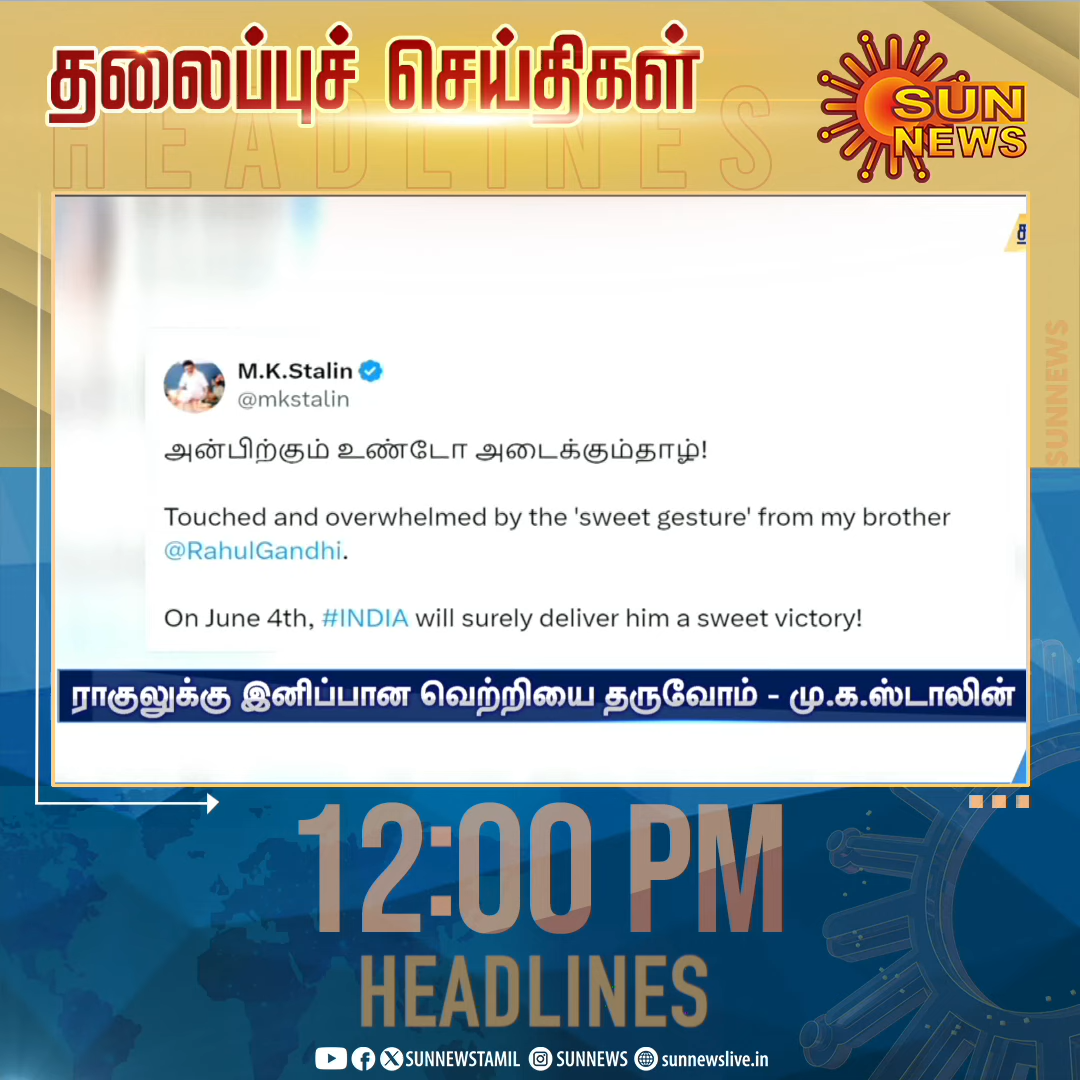 தலைப்புச் செய்திகள்
HEADLINES
SUN
NEWS
M.K.Stalin
@mkstalin
அன்பிற்கும் உண்டோ அடைக்கும்தாழ்!
Touched and overwhelmed by the 'sweet gesture' from my brother
@RahulGandhi.
On June 4th, #INDIA will surely deliver him a sweet victory!
ராகுலுக்கு இனிப்பான வெற்றியை தருவோம் - மு.க.ஸ்டாலின்
SUNNEWS
12:00 PM
HEADLINES
SUNNEWSTAMIL SUNNEWS sunnewslive.in